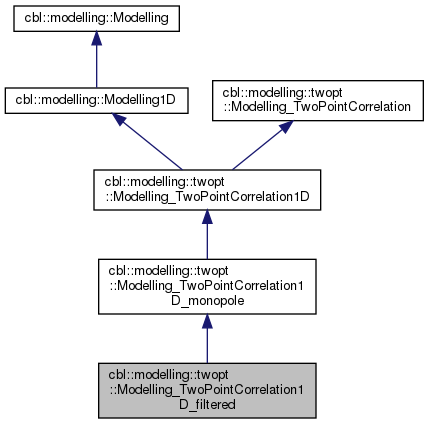 cbl::modelling::Modelling
cbl::modelling::Modelling1D
cbl::modelling::twopt
::Modelling_TwoPointCorrelation
cbl::modelling::twopt
::Modelling_TwoPointCorrelation1D
cbl::modelling::twopt
::Modelling_TwoPointCorrelation1
D_monopole
cbl::modelling::twopt
::Modelling_TwoPointCorrelation1
D_filtered